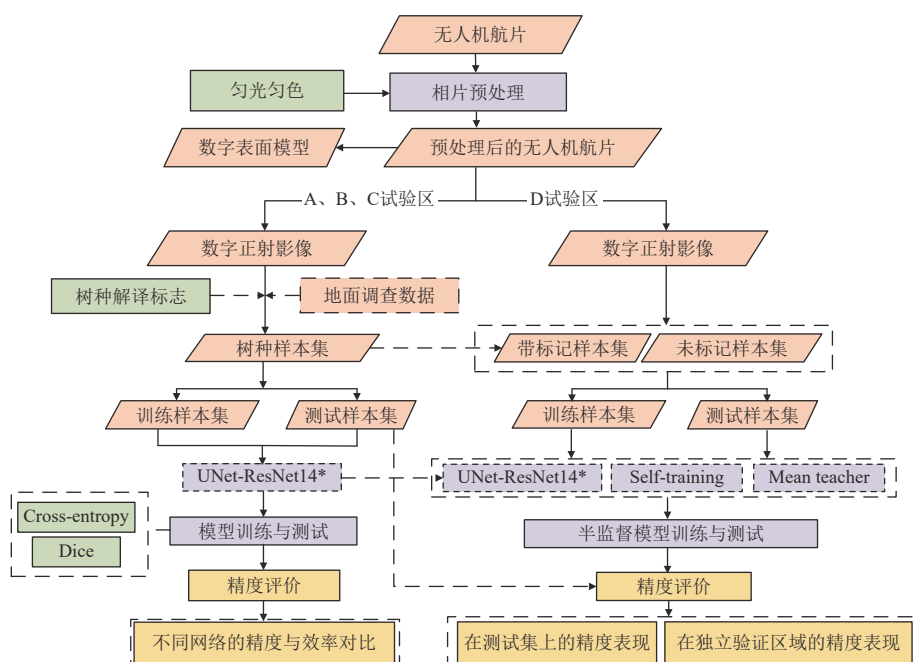 无人机航片
匀光匀色
相片预处理
数字表面模型
预处理后的无人机航片
A、B、C试验区
D试验区
数字正射影像
数字正射影像
树种解译标志
地面调查数据
树种样本集
带标记样本集
未标记样本集
训练样本集
测试样本集
训练样本集
测试样本集
UNet-ResNet14*
UNet-ResNet14*
Self-training
Mean teacher
Cross-entropy
Dice
模型训练与测试
半监督模型训练与测试
精度评价
精度评价
不同网络的精度与效率对比
在测试集上的精度表现
在独立验证区域的精度表现